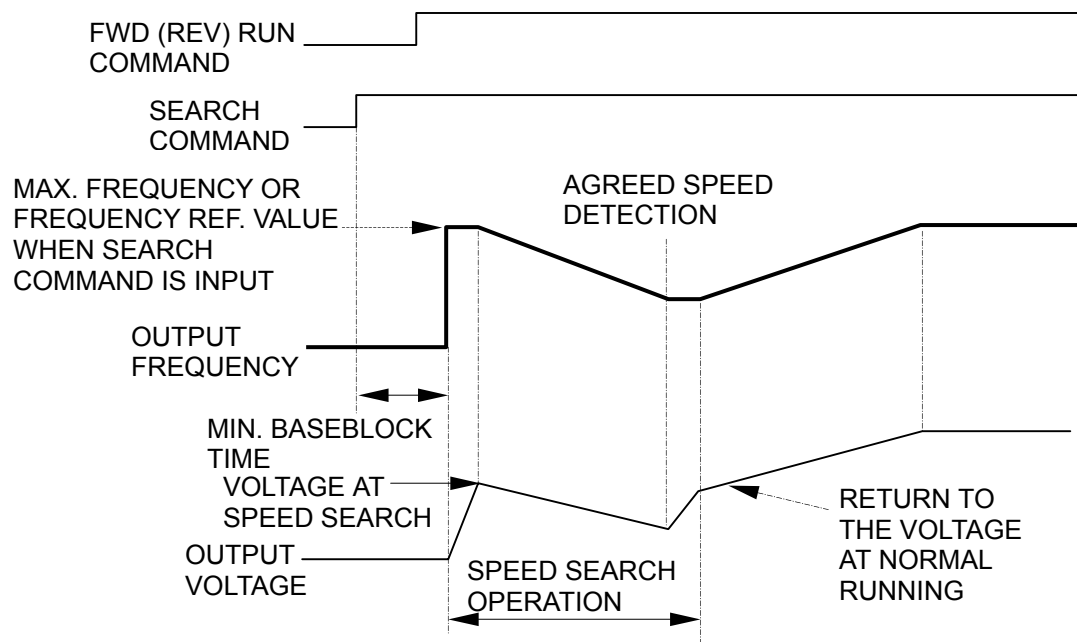 FWD (REV) RUN
COMMAND
SEARCH
COMMAND
MAX. FREQUENCY OR
FREQUENCY REF. VALUE
WHEN SEARCH
COMMAND IS INPUT
AGREED SPEED
DETECTION
OUTPUT
FREQUENCY
MIN. BASEBLOCK
TIME
VOLTAGE AT
SPEED SEARCH
OUTPUT
VOLTAGE
SPEED SEARCH
OPERATION
RETURN TO
THE VOLTAGE
AT NORMAL
RUNNING